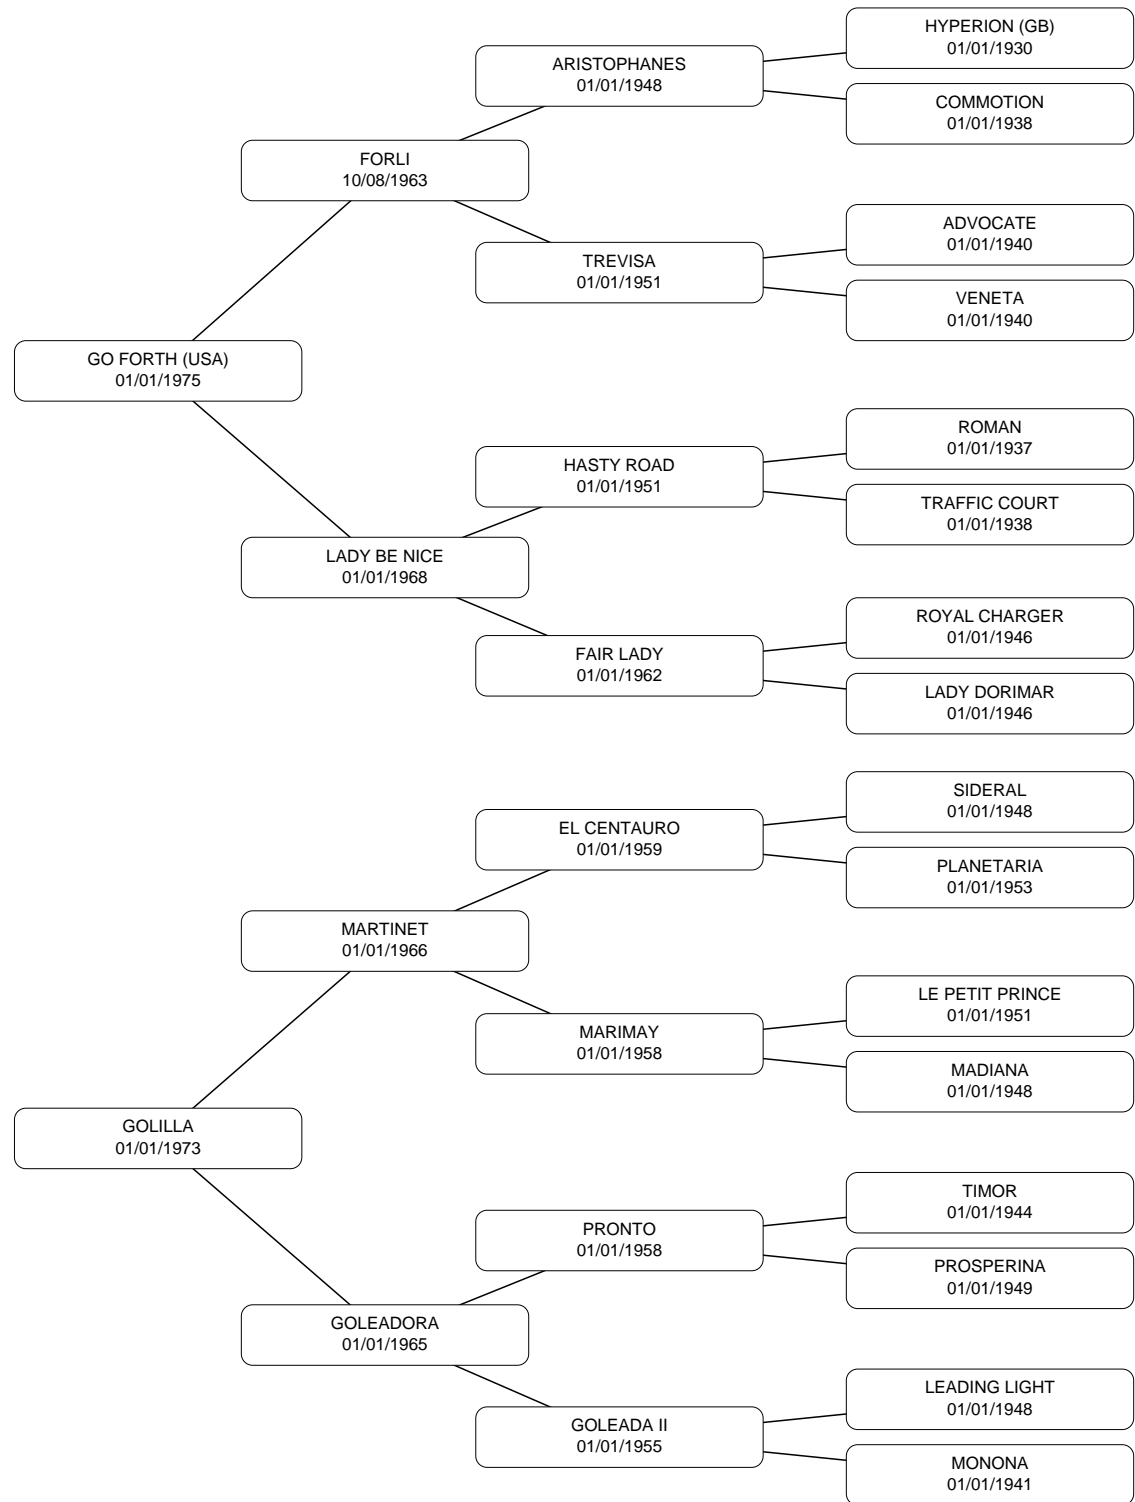 HYPERION (GB)
01/01/1930
ARISTOPHANES
01/01/1948
COMMOTION
01/01/1938
FORLI
10/08/1963
ADVOCATE
01/01/1940
TREVISA
01/01/1951
VENETA
01/01/1940
GO FORTH (USA)
01/01/1975
ROMAN
01/01/1937
HASTY ROAD
01/01/1951
TRAFFIC COURT
01/01/1938
LADY BE NICE
01/01/1968
ROYAL CHARGER
01/01/1946
FAIR LADY
01/01/1962
LADY DORIMAR
01/01/1946
SIDERAL
01/01/1948
EL CENTAURO
01/01/1959
PLANETARIA
01/01/1953
MARTINET
01/01/1966
LE PETIT PRINCE
01/01/1951
MARIMAY
01/01/1958
MADIANA
01/01/1948
GOLILLA
01/01/1973
TIMOR
01/01/1944
PRONTO
01/01/1958
PROSPERINA
01/01/1949
GOLEADORA
01/01/1965
LEADING LIGHT
01/01/1948
GOLEADA II
01/01/1955
MONONA
01/01/1941